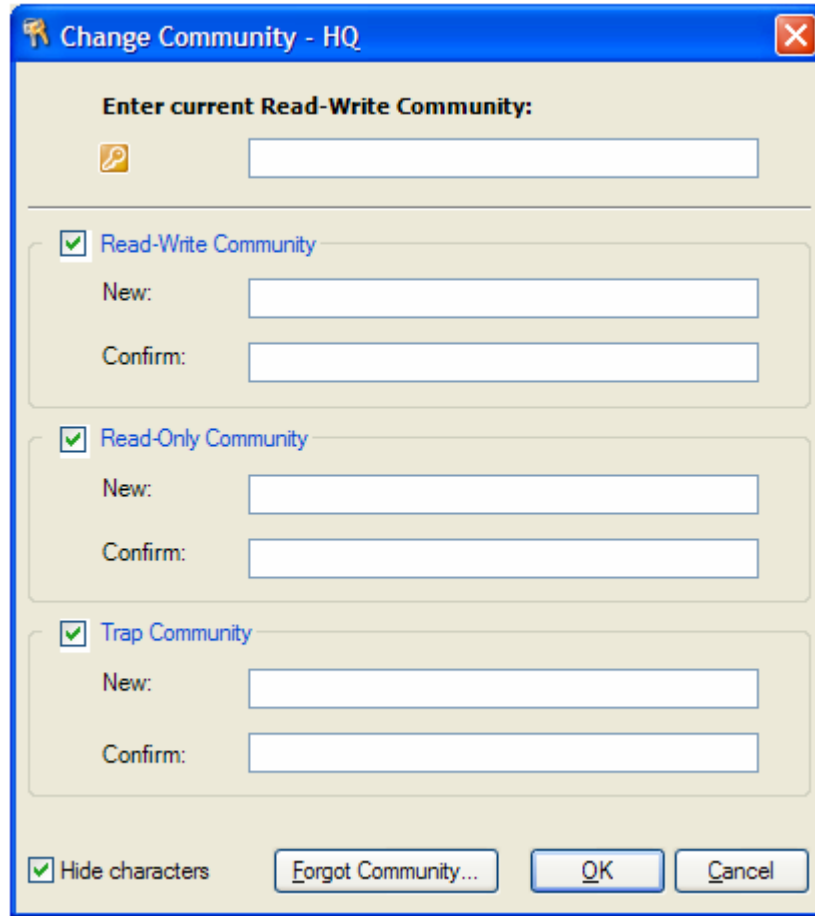 Change Community - HQ
Enter current Read-Write Community:
Read-Write Community
New:
Confirm:
Read-Only Community
New:
Confirm:
Trap Community
New:
Confirm:
Hide characters Forgot Community... OK Cancel